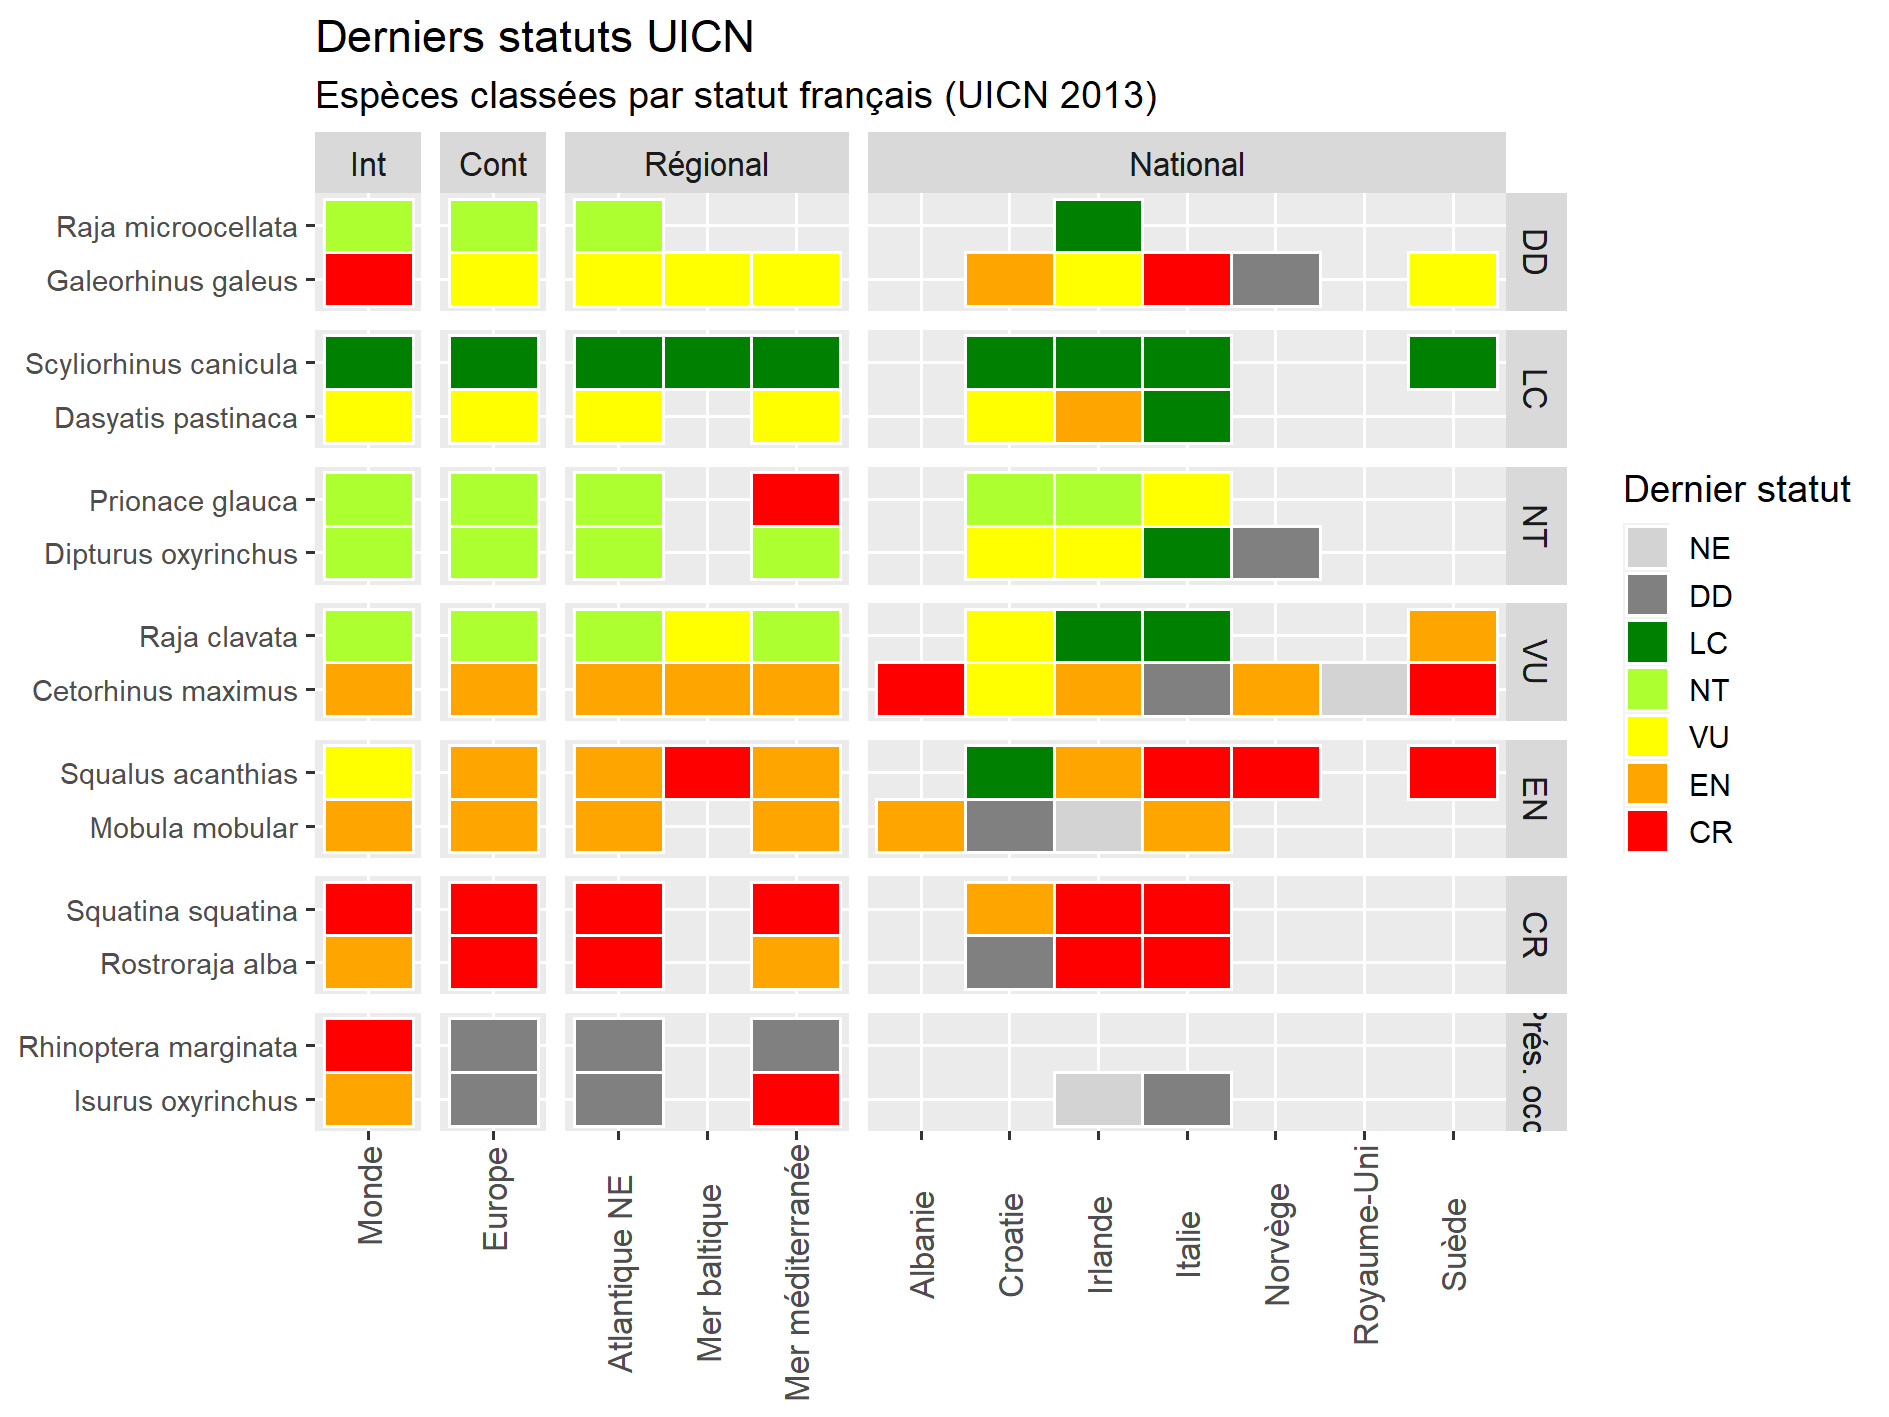 Derniers statuts UICN
Espèces classées par statut français (UICN 2013)
Int
Cont
Régional
National
Raja microocellata
Galeorhinus galeus
DD
Scyliorhinus canicula
Dasyatis pastinaca
LC
Prionace glauca
Dipturus oxyrinchus
NT
Raja clavata
Cetorhinus maximus
VU
Squalus acanthias
Mobula mobular
EN
Squatina squatina
Rostroraja alba
CR
Rhinoptera marginata
Isurus oxyrinchus
Prés. occ
Monde
Europe
Atlantique NE
Mer baltique
Mer méditerranée
Albanie
Croatie
Irlande
Italie
Norvège
Royaume-Uni
Suède
Dernier statut
NE
DD
LC
NT
VU
EN
CR